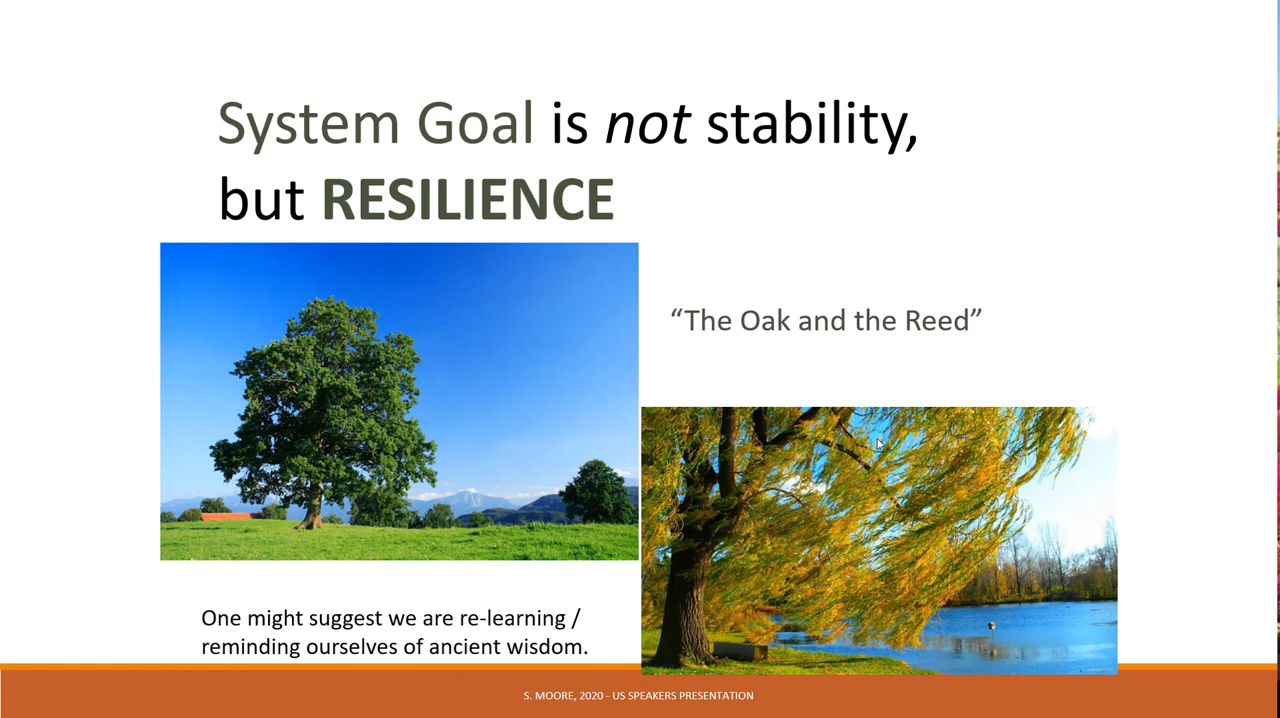 System Goal is not stability,
but RESILIENCE
“The Oak and the Reed”
One might suggest we are re-learning /
reminding ourselves of ancient wisdom.
S. MOORE, 2020 - US SPEAKERS PRESENTATION